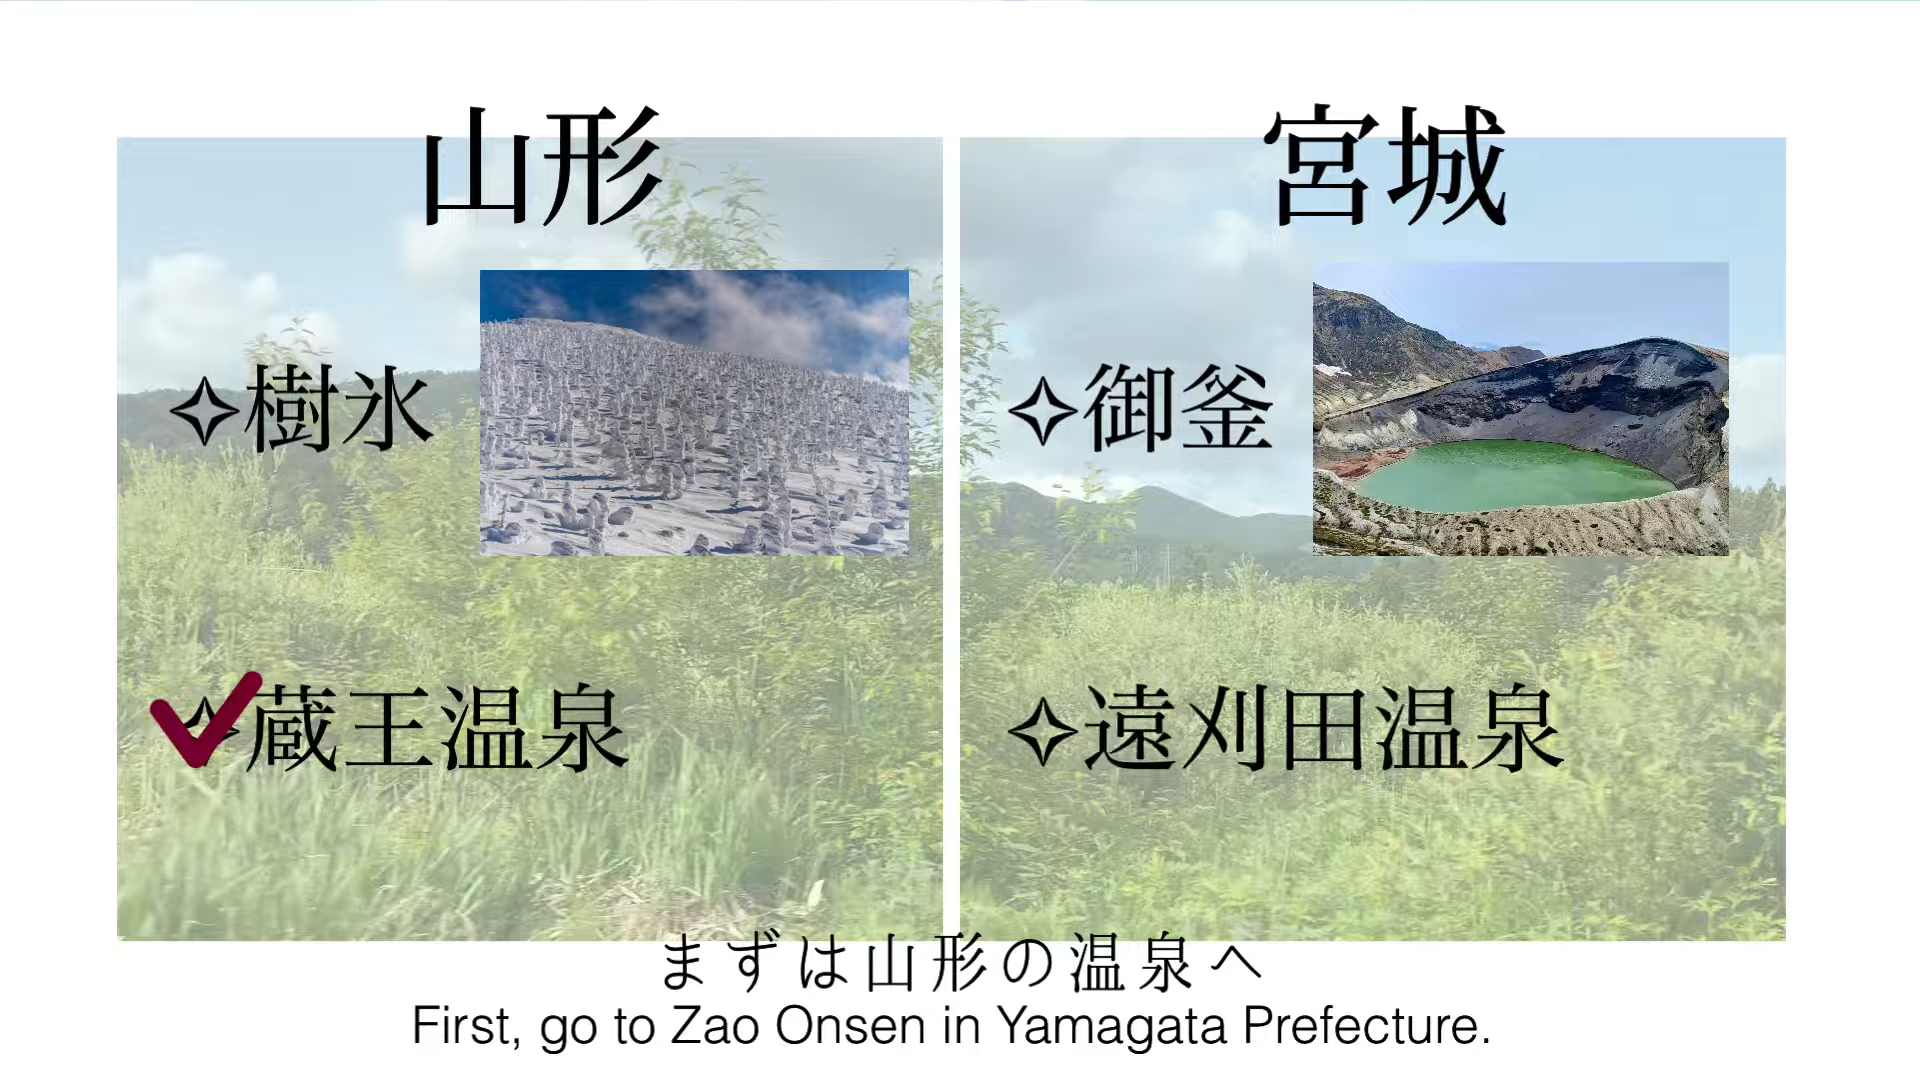 山形
✧樹氷
✧蔵王温泉
宮城
✧御釜
✧遠刈田温泉
まずは山形の温泉へ
First, go to Zao Onsen in Yamagata Prefecture.